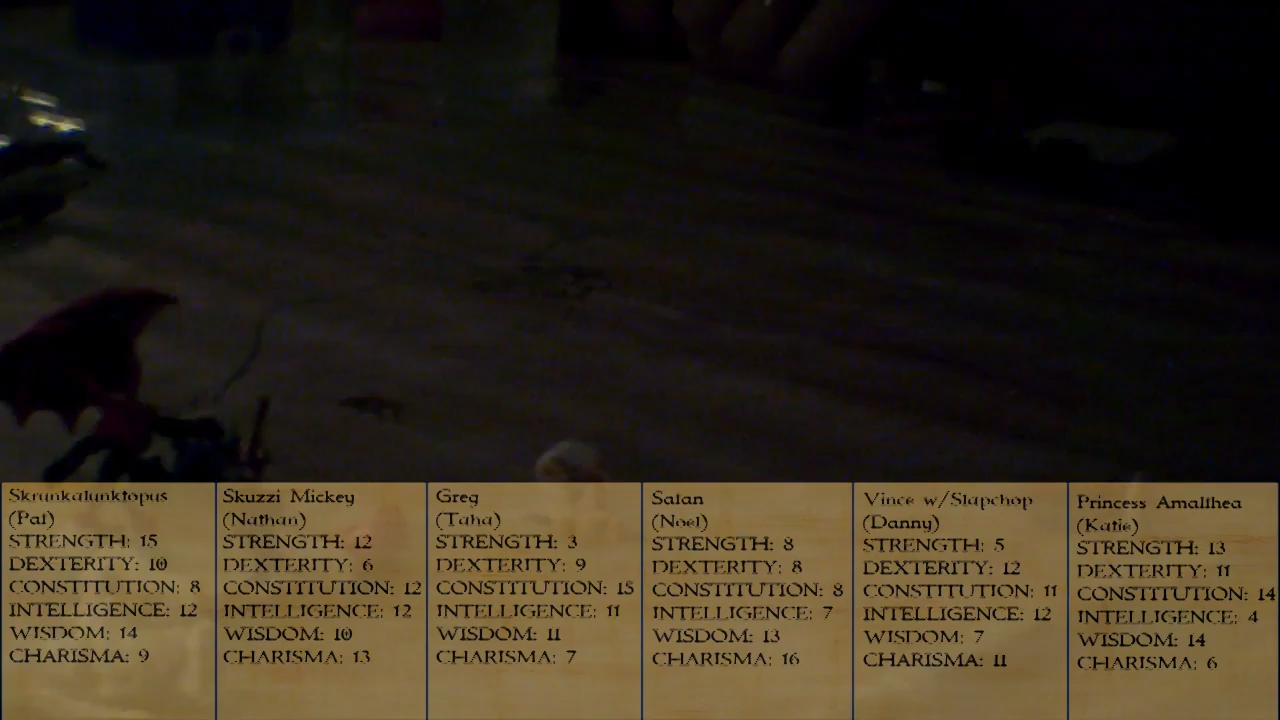 Skrunkalunktopus
(Pat)
STRENGTH: 15
DEXTERITY: 10
CONSTITUTION: 8
INTELLIGENCE: 12
WISDOM: 14
CHARISMA: 9
Skuzzi Mickey
(Nathan)
STRENGTH: 12
DEXTERITY: 6
CONSTITUTION: 12
INTELLIGENCE: 12
WISDOM: 10
CHARISMA: 13
Greg
(Taha)
STRENGTH: 3
DEXTERITY: 9
CONSTITUTION: 15
INTELLIGENCE: 11
WISDOM: 11
CHARISMA: 7
Satan
(Noel)
STRENGTH: 8
DEXTERITY: 8
CONSTITUTION: 8
INTELLIGENCE: 7
WISDOM: 13
CHARISMA: 16
Vince w/Slapchop
(Danny)
STRENGTH: 5
DEXTERITY: 12
CONSTITUTION: 11
INTELLIGENCE: 12
WISDOM: 7
CHARISMA: 11
Princess Amalthea
(Katie)
STRENGTH: 13
DEXTERITY: 11
CONSTITUTION: 14
INTELLIGENCE: 4
WISDOM: 14
CHARISMA: 6